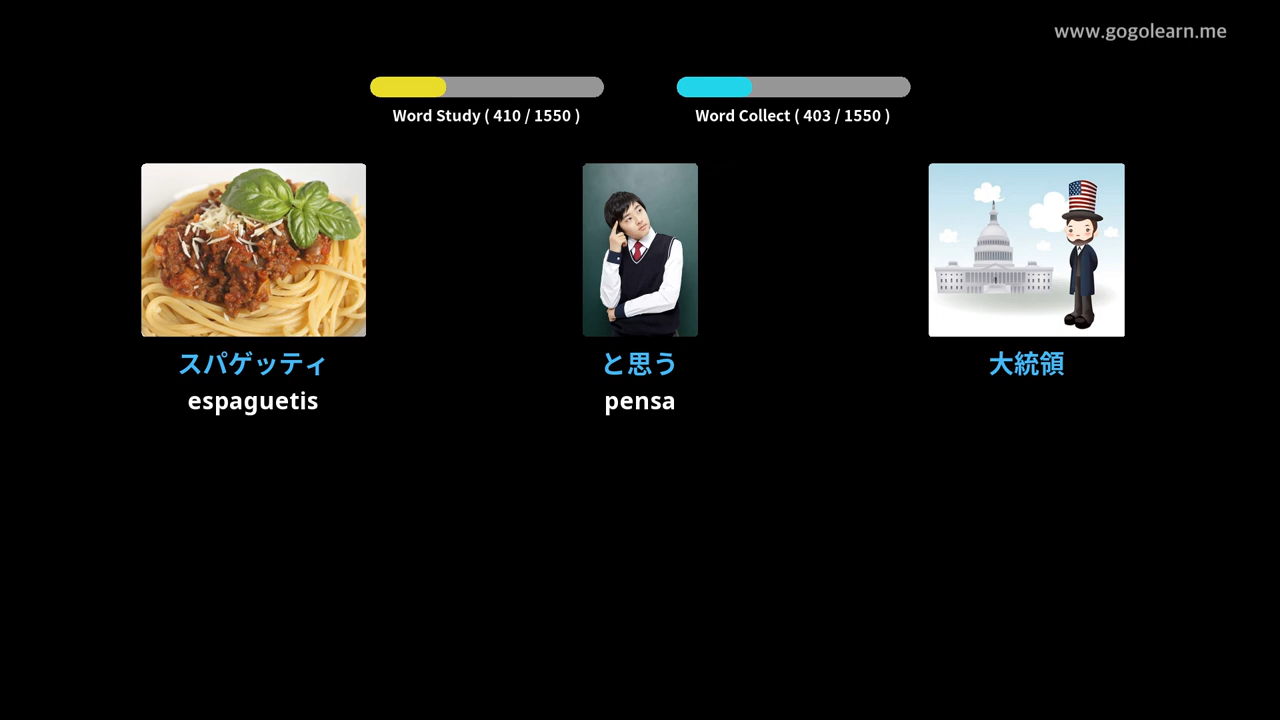 www.gogolearn.me
Word Study ( 410 / 1550 )
Word Collect ( 403 / 1550 )
スパゲッティ
espaguetis
と思う
pensa
大統領